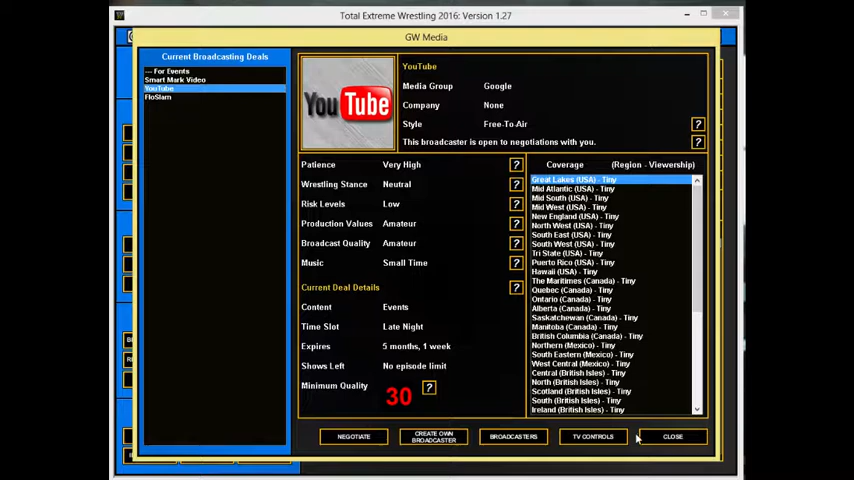 Total Extreme Wrestling 2016: Version 1.27
GW Media
Current Broadcasting Deals
--- For Events
Smart Mark Video
YouTube
FloSlam
You Tube
YouTube
Media Group Google
Company None
Style Free-To-Air ?
This broadcaster is open to negotiations with you. ?
Patience Very High ?
Wrestling Stance Neutral ?
Risk Levels Low ?
Production Values Amateur ?
Broadcast Quality Amateur ?
Music Small Time ?
Current Deal Details ?
Content Events
Time Slot Late Night
Expires 5 months, 1 week
Shows Left No episode limit
Minimum Quality 30 ?
Coverage (Region - Viewership)
Great Lakes (USA) - Tiny
Mid Atlantic (USA) - Tiny
Mid South (USA) - Tiny
Mid West (USA) - Tiny
New England (USA) - Tiny
North West (USA) - Tiny
South East (USA) - Tiny
South West (USA) - Tiny
Tri State (USA) - Tiny
Puerto Rico (USA) - Tiny
Hawaii (USA) - Tiny
The Maritimes (Canada) - Tiny
Quebec (Canada) - Tiny
Ontario (Canada) - Tiny
Alberta (Canada) - Tiny
Saskatchewan (Canada) - Tiny
Manitoba (Canada) - Tiny
British Columbia (Canada) - Tiny
Northern (Mexico) - Tiny
South Eastern (Mexico) - Tiny
West Central (Mexico) - Tiny
Central (British Isles) - Tiny
North (British Isles) - Tiny
Scotland (British Isles) - Tiny
South (British Isles) - Tiny
Ireland (British Isles) - Tiny
NEGOTIATE
CREATE OWN
BROADCASTER
BROADCASTERS
TV CONTROLS
CLOSE